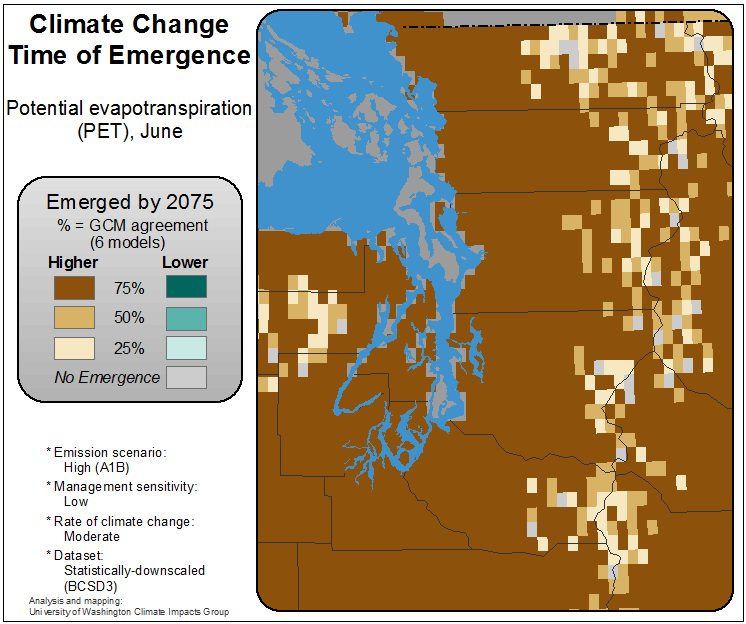 Climate Change
Time of Emergence
Potential evapotranspiration
(PET), June
Emerged by 2075
% = GCM agreement
(6 models)
Higher Lower
75%
50%
25%
No Emergence
* Emission scenario:
High (A1B)
* Management sensitivity:
Low
* Rate of climate change:
Moderate
* Dataset:
Statistically-downscaled
(BCSD3)
Analysis and mapping:
University of Washington Climate Impacts Group